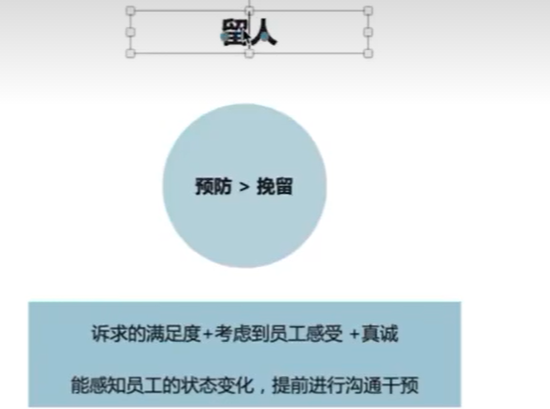 留人
预防 > 挽留
诉求的满足度+考虑到员工感受 +真诚
能感知员工的状态变化，提前进行沟通干预